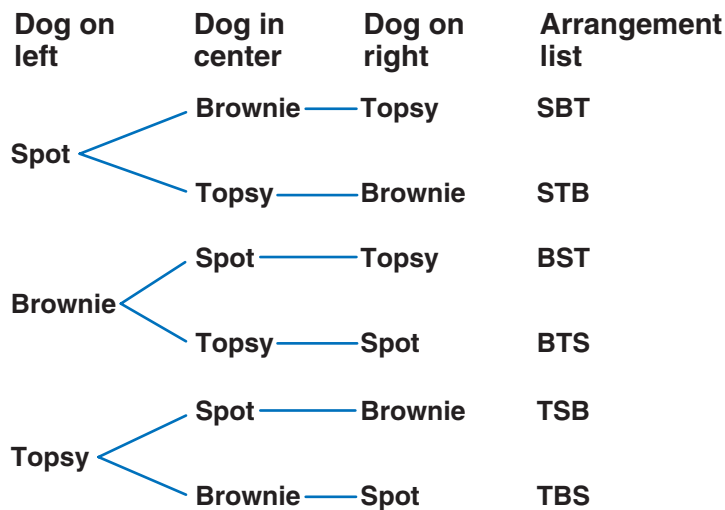 Dog on left Dog in center Dog on right Arrangement list
Brownie Topsy SBT
Spot
Topsy Brownie STB
Spot Topsy BST
Brownie
Topsy Spot BTS
Spot Brownie TSB
Topsy
Brownie Spot TBS